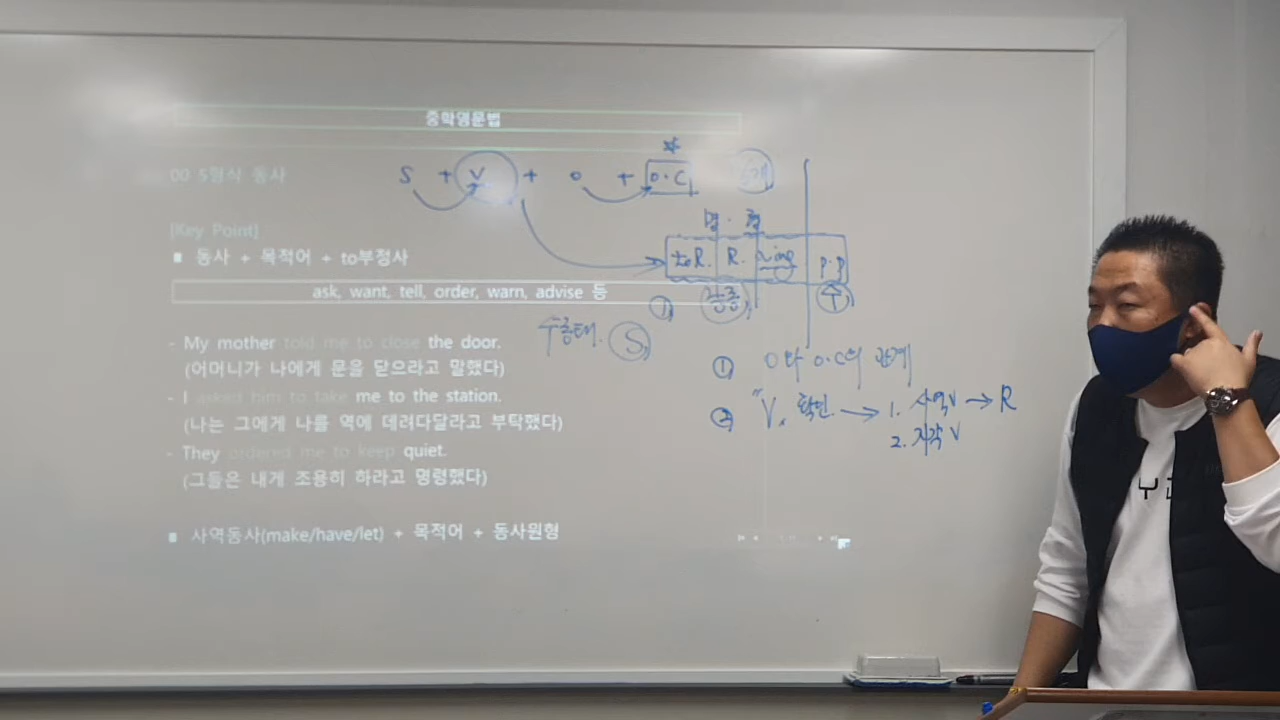 중학영문법
00 5형식 동사
S + V + O + O.C 6개
[Key Point]
명. 형
■ 동사 + 목적어 + to부정사
to R. R. ~ing p.p
ask, want, tell, order, warn, advise 등
1 능동 수
수동태. S
- My mother told me to close the door.
(어머니가 나에게 문을 닫으라고 말했다)
① O와 O.C의 관계
- I asked him to take me to the station.
② "V" 확인 → 1. 사역V → R
(나는 그에게 나를 역에 데려다달라고 부탁했다)
2. 지각 V
- They ordered me to keep quiet.
(그들은 내게 조용히 하라고 명령했다)
■ 사역동사(make/have/let) + 목적어 + 동사원형